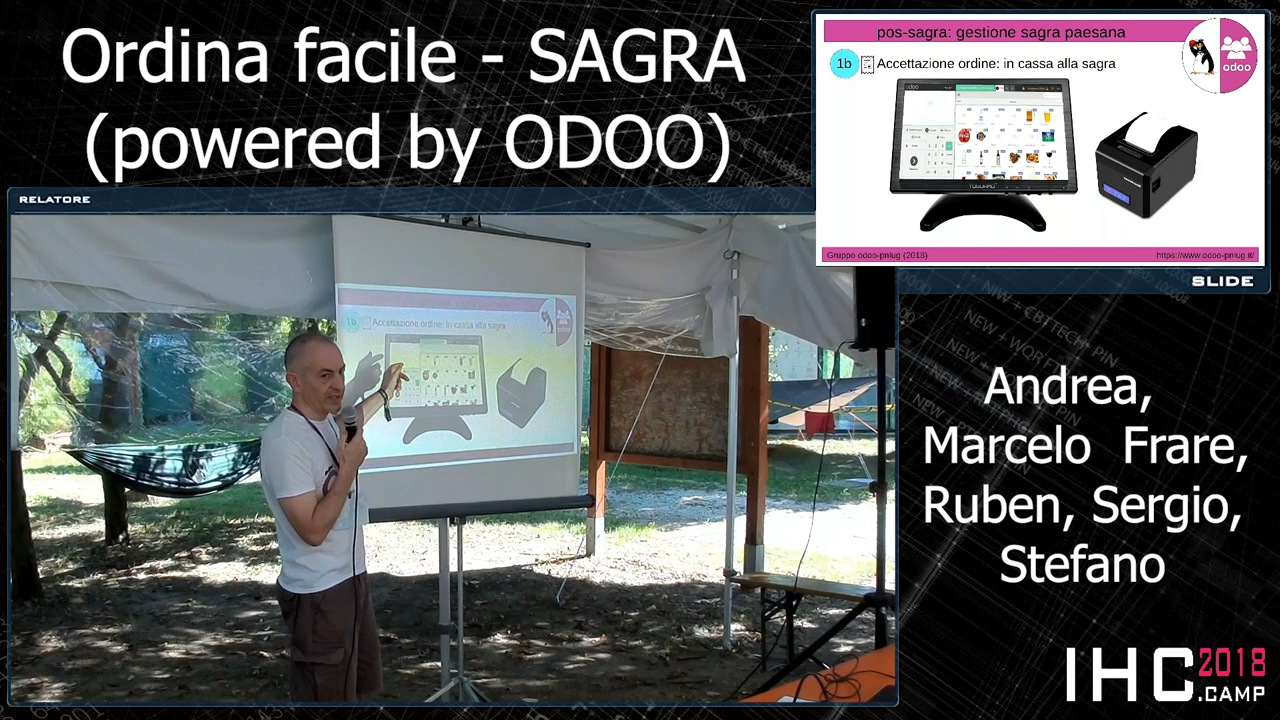 Ordina facile - SAGRA
(powered by ODOO)
RELATORE
pos-sagra: gestione sagra paesana
1b
Accettazione ordine: in cassa alla sagra
odoo
Gruppo odoo-pnlug (2018)
https://www.odoo-pnlug.it/
SLIDE
1b Accettazione ordine: in cassa alla sagra
Andrea,
Marcelo Frare,
Ruben, Sergio,
Stefano
IHC 2018
.CAMP